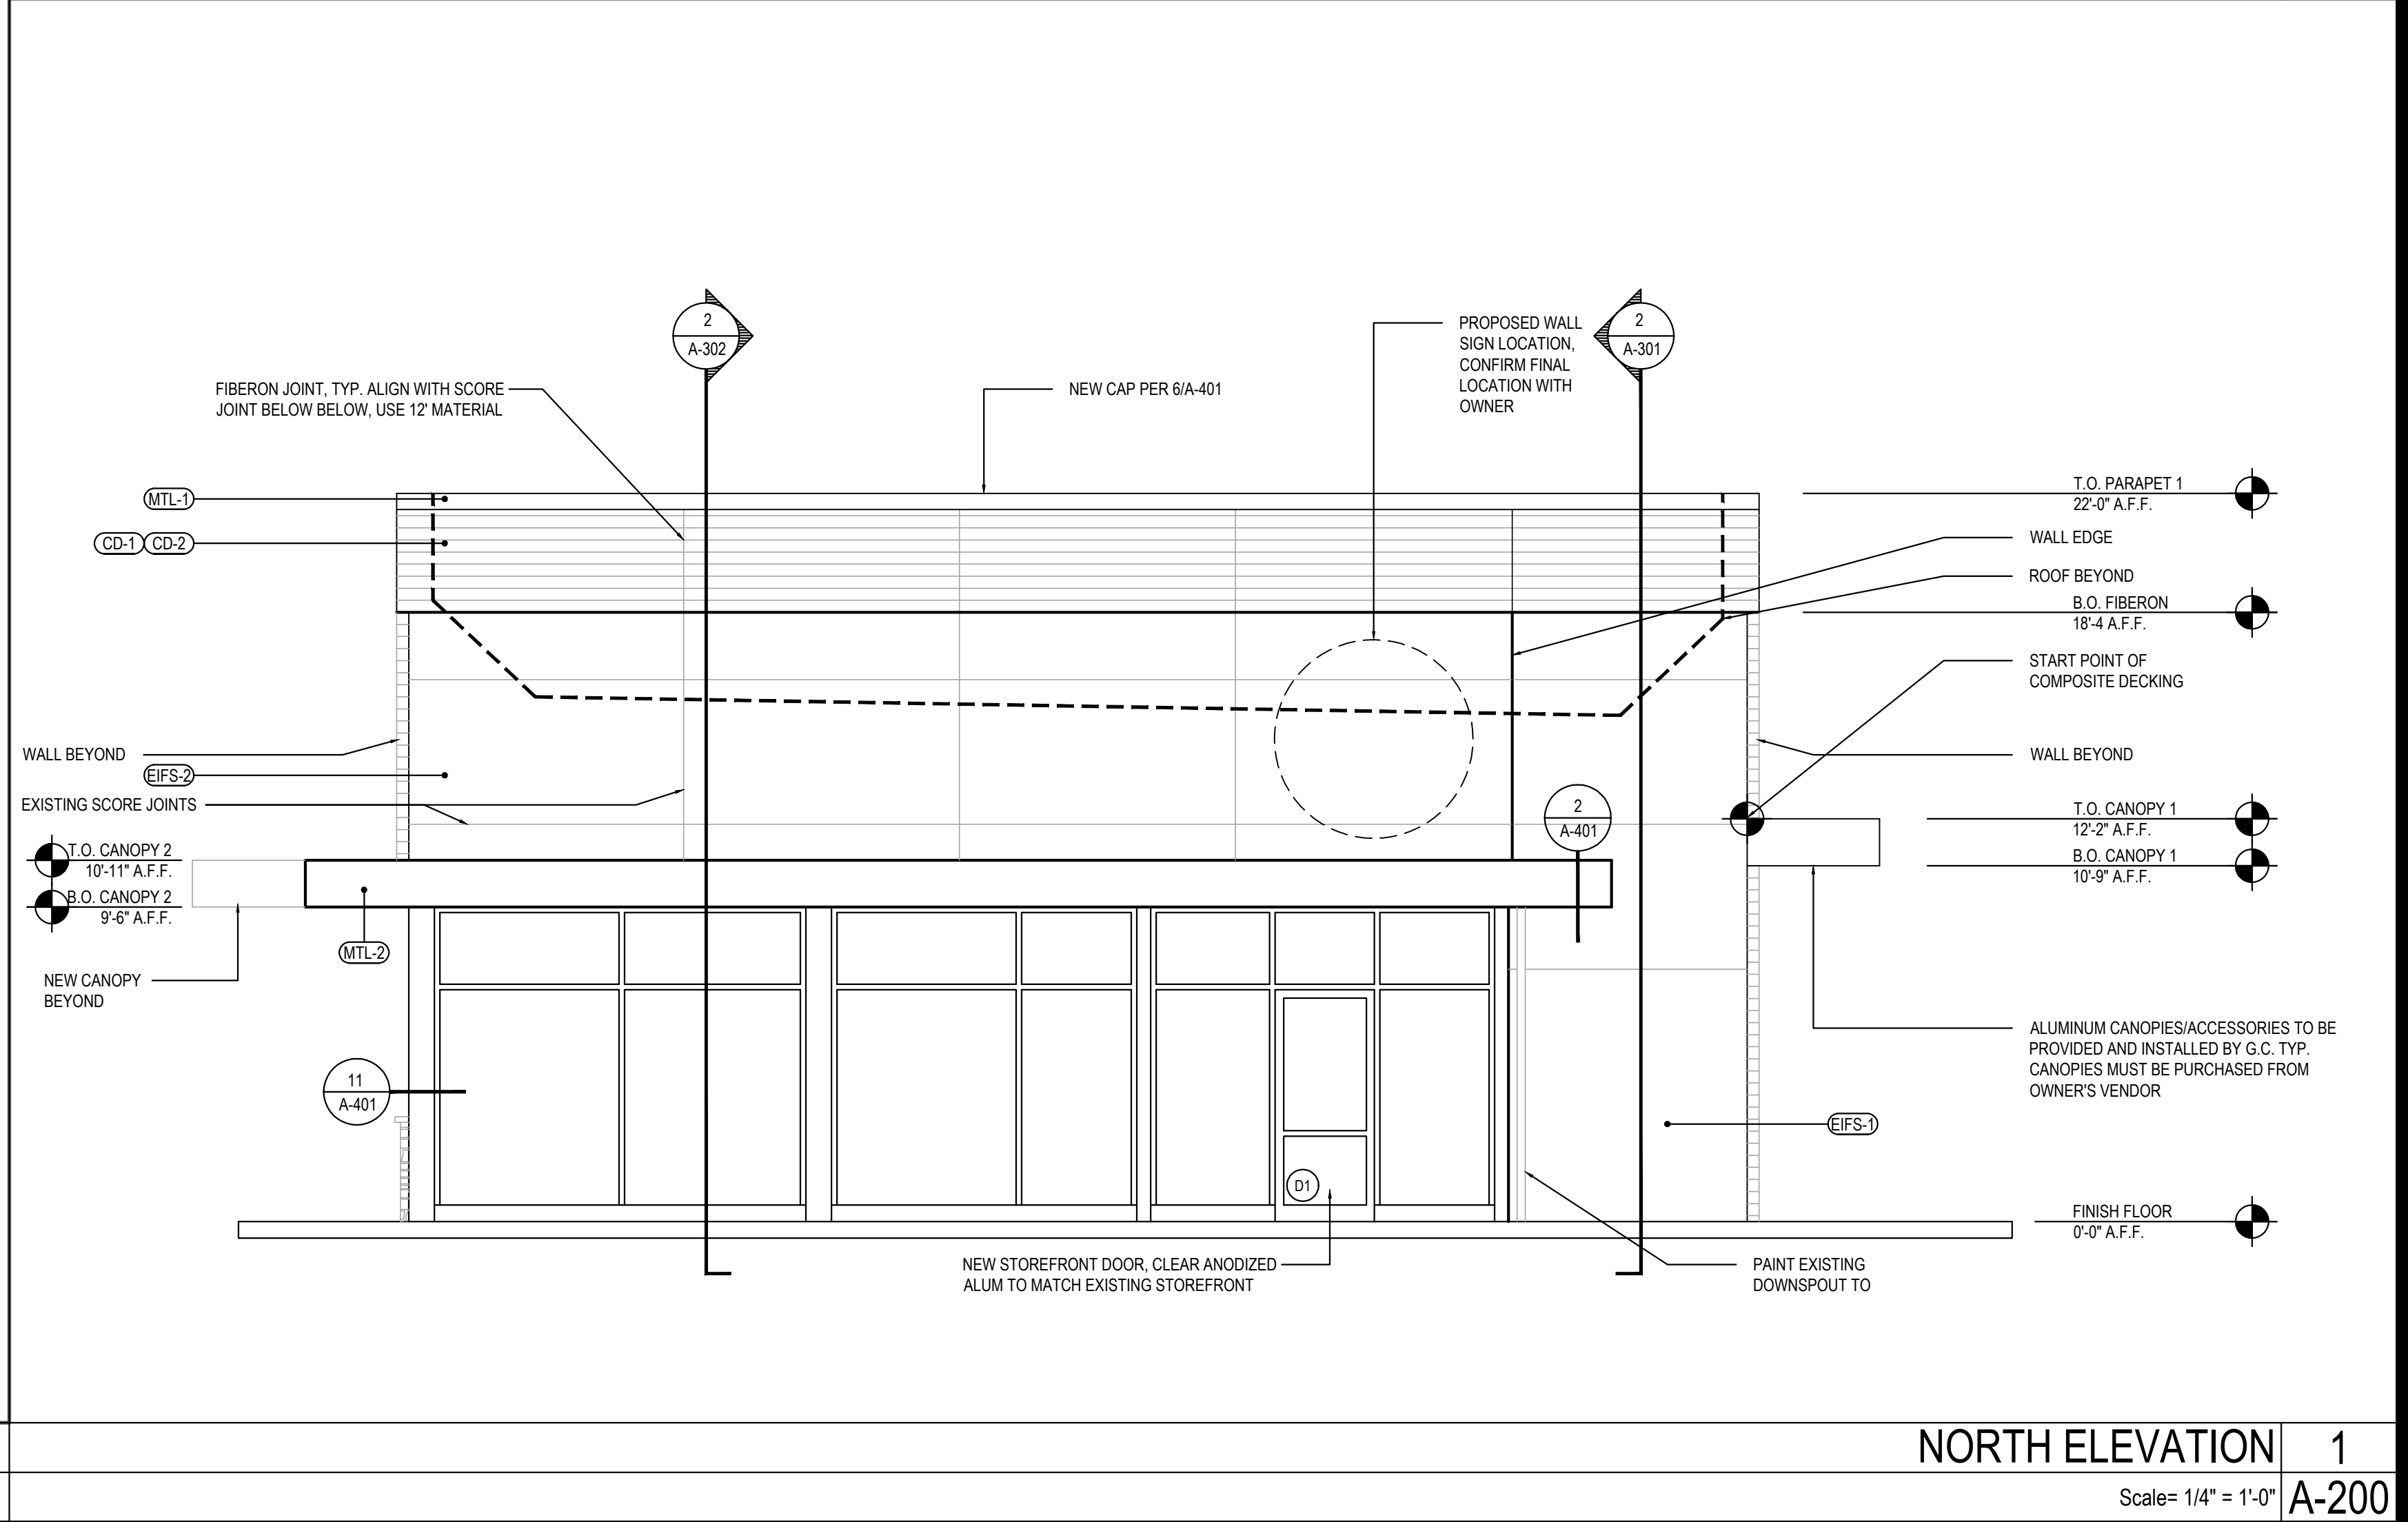 2
A-302
PROPOSED WALL
SIGN LOCATION,
CONFIRM FINAL
LOCATION WITH
OWNER
2
A-301
FIBERON JOINT, TYP. ALIGN WITH SCORE
JOINT BELOW BELOW, USE 12' MATERIAL
NEW CAP PER 6/A-401
MTL-1
CD-1 CD-2
T.O. PARAPET 1
22'-0" A.F.F.
WALL EDGE
ROOF BEYOND
B.O. FIBERON
18'-4 A.F.F.
START POINT OF
COMPOSITE DECKING
WALL BEYOND
WALL BEYOND
EIFS-2
EXISTING SCORE JOINTS
2
A-401
T.O. CANOPY 1
12'-2" A.F.F.
B.O. CANOPY 1
10'-9" A.F.F.
T.O. CANOPY 2
10'-11" A.F.F.
B.O. CANOPY 2
9'-6" A.F.F.
MTL-2
NEW CANOPY
BEYOND
ALUMINUM CANOPIES/ACCESSORIES TO BE
PROVIDED AND INSTALLED BY G.C. TYP.
CANOPIES MUST BE PURCHASED FROM
OWNER'S VENDOR
11
A-401
EIFS-1
D1
FINISH FLOOR
0'-0" A.F.F.
NEW STOREFRONT DOOR, CLEAR ANODIZED
ALUM TO MATCH EXISTING STOREFRONT
PAINT EXISTING
DOWNSPOUT TO
NORTH ELEVATION 1
Scale= 1/4" = 1'-0" A-200